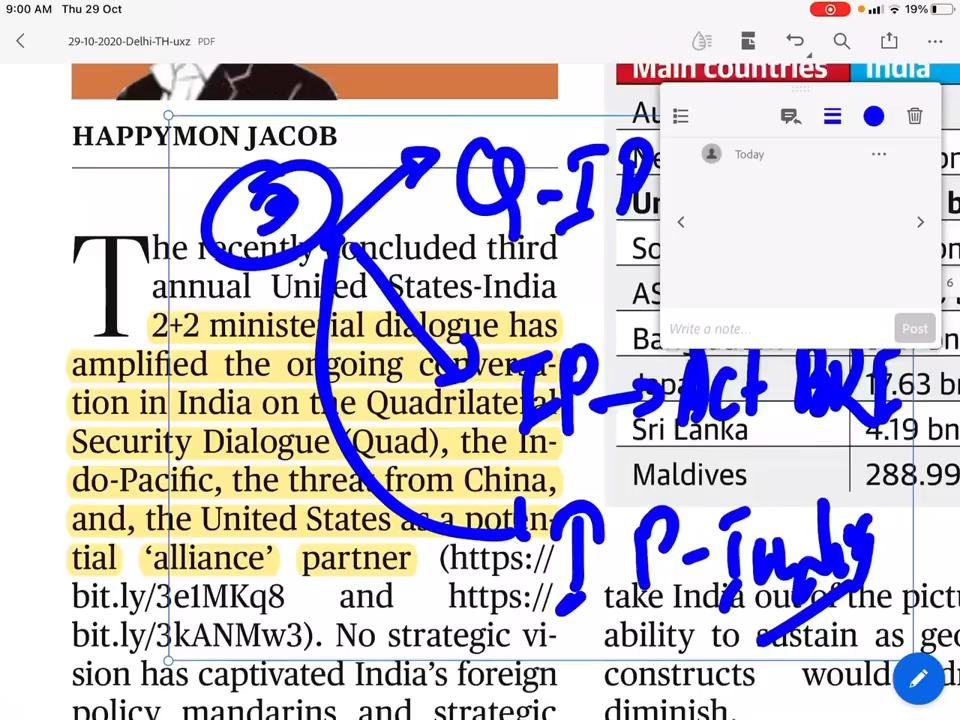 9:00 AM Thu 29 Oct
19%
29-10-2020-Delhi-TH-uxz PDF
Main countries India
HAPPYMON JACOB
Today
Q-IP
The recently concluded third
annual United States-India
2+2 ministerial dialogue has
amplified the ongoing conversa-
tion in India on the Quadrilateral
Security Dialogue (Quad), the In-
do-Pacific, the threat from China,
and, the United States as a poten-
tial ‘alliance’ partner (https://
bit.ly/3e1MKq8 and https://
bit.ly/3kANMw3). No strategic vi-
sion has captivated India’s foreign
policy mandarins and strategic
Write a note...
Post
IP → Act
17.63 bn
Sri Lanka 4.19 bn
Maldives 288.99
IP-
take India out of the pictu
ability to sustain as geo
constructs would
diminish.